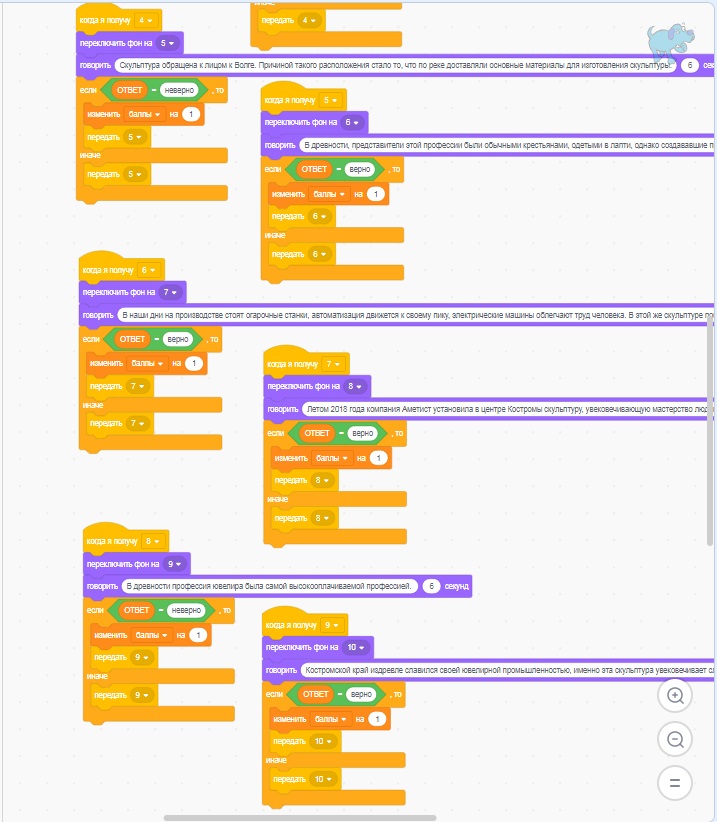 когда я получу 4
переключить фон на 5
говорить Скульптура обращена к лицом к Волге. Причиной такого расположения стало то, что по реке доставляли основные материалы для изготовления скульптуры. 6
если ОТВЕТ = неверно , то
изменить баллы на 1
передать 5
иначе
передать 5
передать 4
когда я получу 5
переключить фон на 6
говорить В древности, представители этой профессии были обычными крестьянами, одетыми в лапти, однако создававшие
если ОТВЕТ = верно , то
изменить баллы на 1
передать 6
иначе
передать 6
когда я получу 6
переключить фон на 7
говорить В наши дни на производстве стоят огарочные станки, автоматизация движется к своему пику, электрические машины облегчают труд человека. В этой же скульптуре
если ОТВЕТ = верно , то
изменить баллы на 1
передать 7
иначе
передать 7
когда я получу 7
переключить фон на 8
говорить Летом 2018 года компания Аметист установила в центре Костромы скульптуру, увековечивающую мастерство
если ОТВЕТ = верно , то
изменить баллы на 1
передать 8
иначе
передать 8
когда я получу 8
переключить фон на 9
говорить В древности профессия ювелира была самой высокооплачиваемой профессией. 6 секунд
если ОТВЕТ = неверно , то
изменить баллы на 1
передать 9
иначе
передать 9
когда я получу 9
переключить фон на 10
говорить Костромской край издревле славился своей ювелирной промышленностью, именно эта скульптура увековечивает
если ОТВЕТ = верно , то
изменить баллы на 1
передать 10
иначе
передать 10